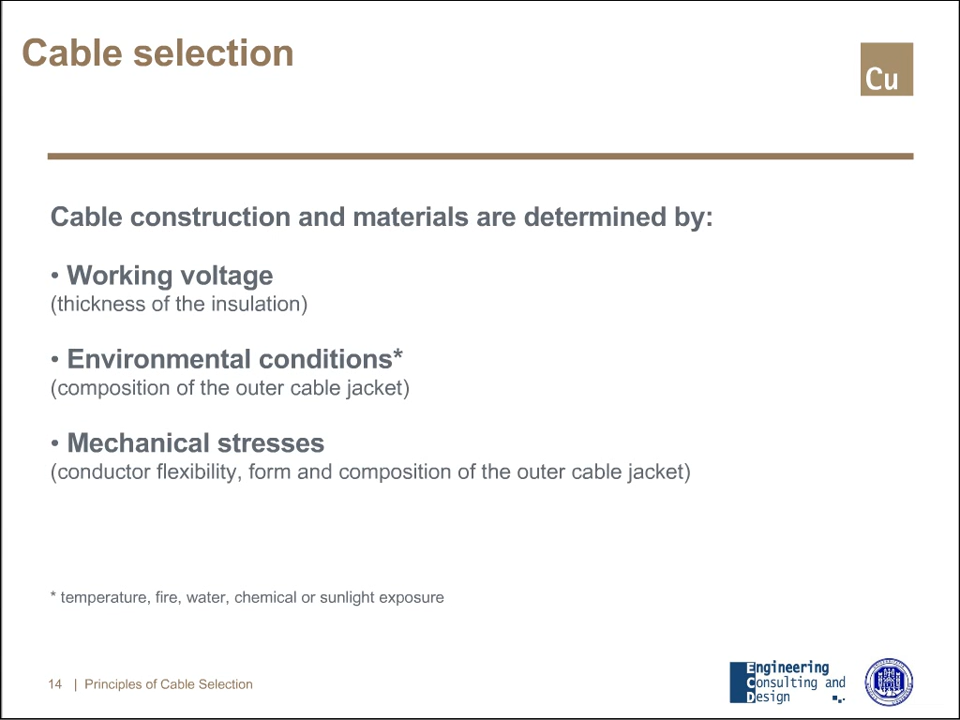 Cable selection
Cu
Cable construction and materials are determined by:
• Working voltage
(thickness of the insulation)
• Environmental conditions*
(composition of the outer cable jacket)
• Mechanical stresses
(conductor flexibility, form and composition of the outer cable jacket)
* temperature, fire, water, chemical or sunlight exposure
14 | Principles of Cable Selection
Engineering
Consulting and
Design